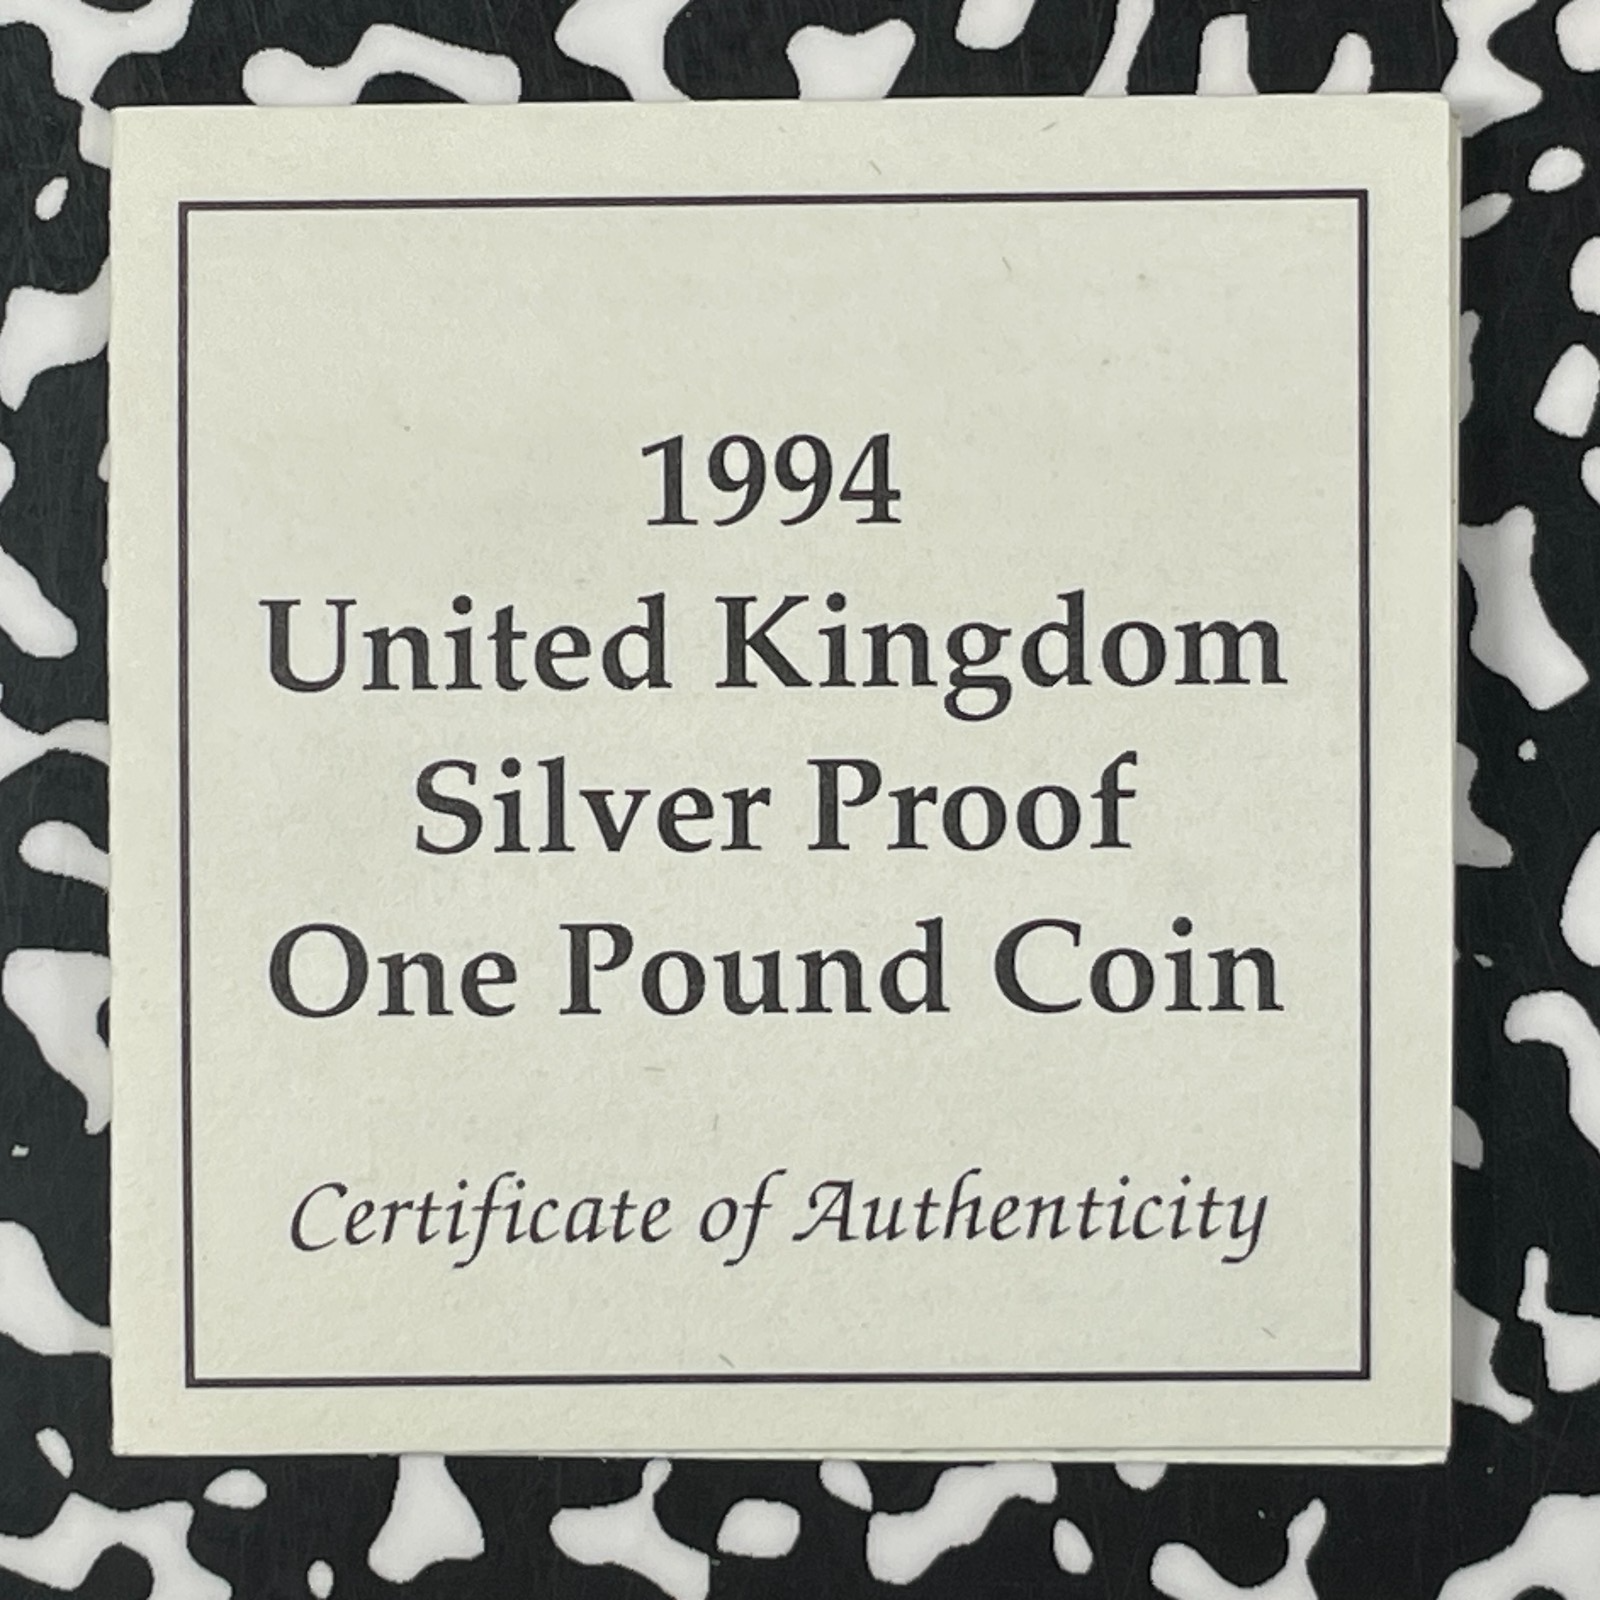 1994
United Kingdom
Silver Proof
One Pound Coin
Certificate of Authenticity